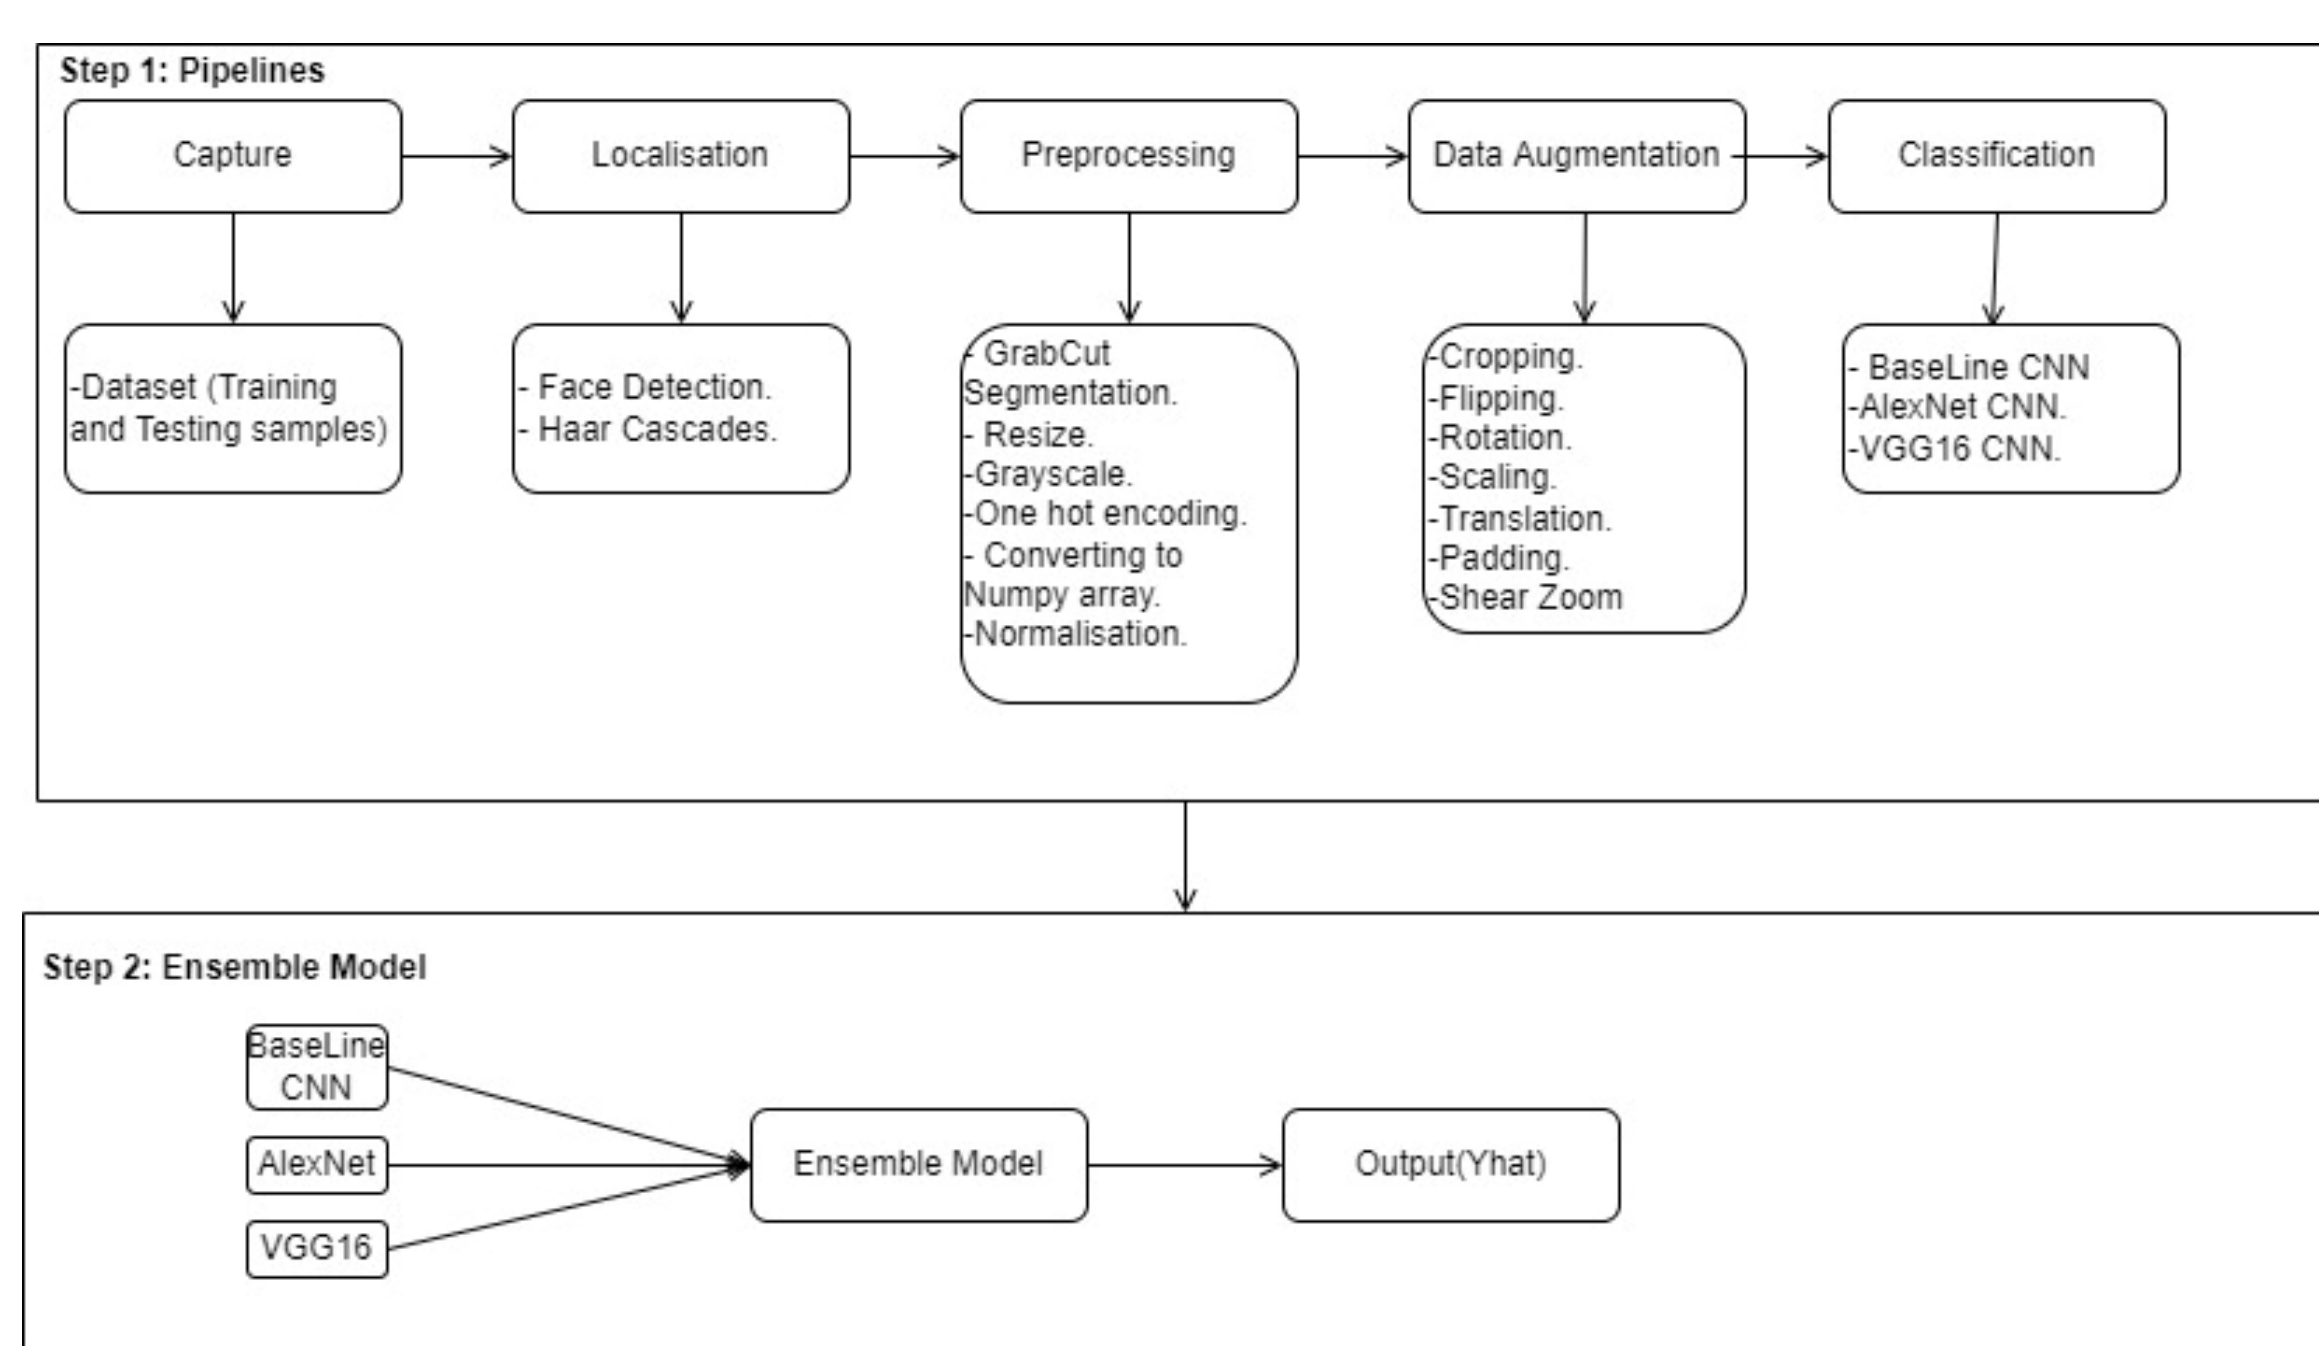 Step 1: Pipelines
Capture
Localisation
Preprocessing
Data Augmentation
Classification
-Dataset (Training
and Testing samples)
- Face Detection.
- Haar Cascades.
- GrabCut
Segmentation.
- Resize.
-Grayscale.
-One hot encoding.
- Converting to
Numpy array.
-Normalisation.
-Cropping.
-Flipping.
-Rotation.
-Scaling.
-Translation.
-Padding.
-Shear Zoom
- BaseLine CNN
-AlexNet CNN.
-VGG16 CNN.
Step 2: Ensemble Model
BaseLine
CNN
AlexNet
VGG16
Ensemble Model
Output(Yhat)